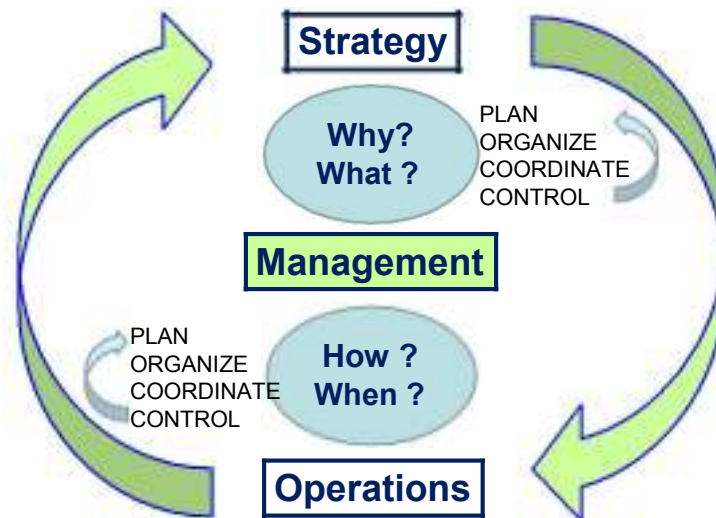 Strategy
Why?
What ?
PLAN
ORGANIZE
COORDINATE
CONTROL
Management
PLAN
ORGANIZE
COORDINATE
CONTROL
How ?
When ?
Operations